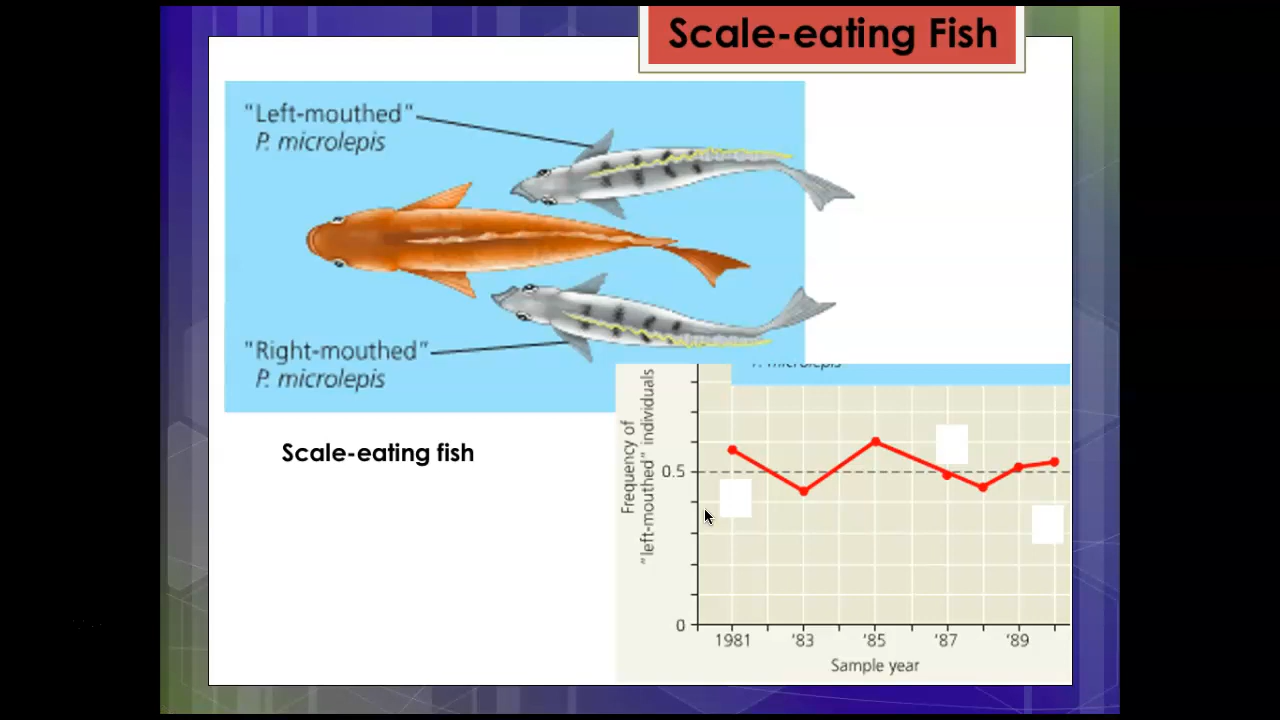 Scale-eating Fish
"Left-mouthed"
P. microlepis
"Right-mouthed"
P. microlepis
Scale-eating fish
P. microlepis
Frequency of
"left-mouthed" individuals
0.5
0
1981 '83 '85 '87 '89
Sample year